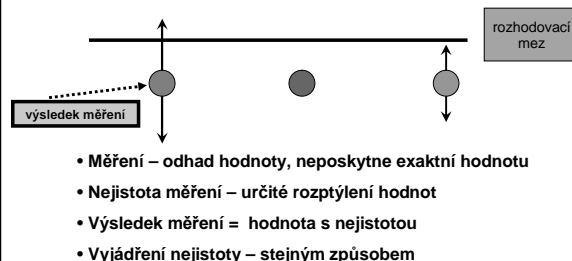 rozhodovací
mez
výsledek měření
• Měření – odhad hodnoty, neposkytne exaktní hodnotu
• Nejistota měření – určité rozptýlení hodnot
• Výsledek měření = hodnota s nejistotou
• Vyjádření nejistoty – stejným způsobem